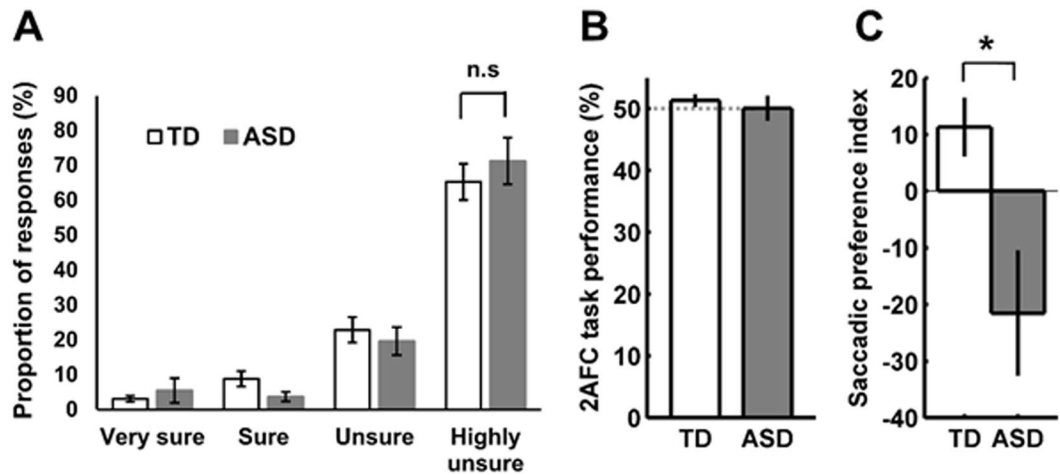 A
Proportion of responses (%)
90
80
70
60
50
40
30
20
10
0
TD
ASD
n.s
Very sure
Sure
Unsure
Highly
unsure
B
2AFC task performance (%)
50
40
30
20
50
0
TD
ASD
C
Saccadic preference index
*
20
10
0
-10
-20
-30
-40
TD
ASD